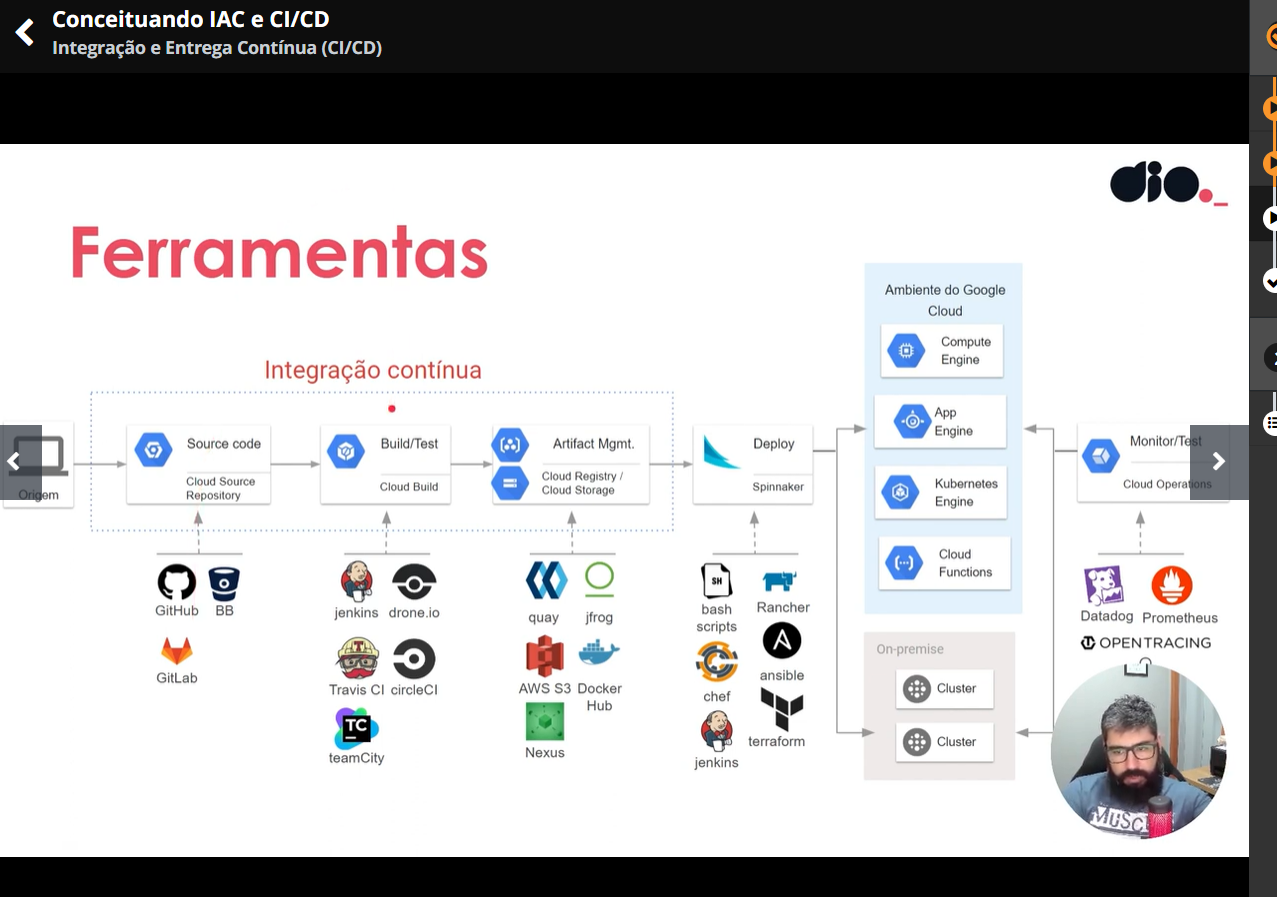 Conceituando IAC e CI/CD
Integração e Entrega Contínua (CI/CD)
dio._
Ferramentas
Integração contínua
Origem
Source code
Cloud Source
Repository
Build/Test
Cloud Build
Artifact Mgmt.
Cloud Registry /
Cloud Storage
Deploy
Spinnaker
Ambiente do Google
Cloud
Compute
Engine
App
Engine
Kubernetes
Engine
Cloud
Functions
On-premise
Cluster
Cluster
Monitor/Test
Cloud Operations
GitHub
BB
GitLab
jenkins
drone.io
Travis CI
circleCI
TC
teamCity
quay
jfrog
AWS S3
Docker
Hub
Nexus
SH
bash
scripts
Rancher
chef
ansible
jenkins
terraform
Datadog
Prometheus
OPENTRACING
MUSC